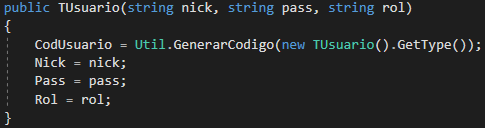 public TUsuario(string nick, string pass, string rol)
{
CodUsuario = Util.GenerarCodigo(new TUsuario().GetType());
Nick = nick;
Pass = pass;
Rol = rol;
}